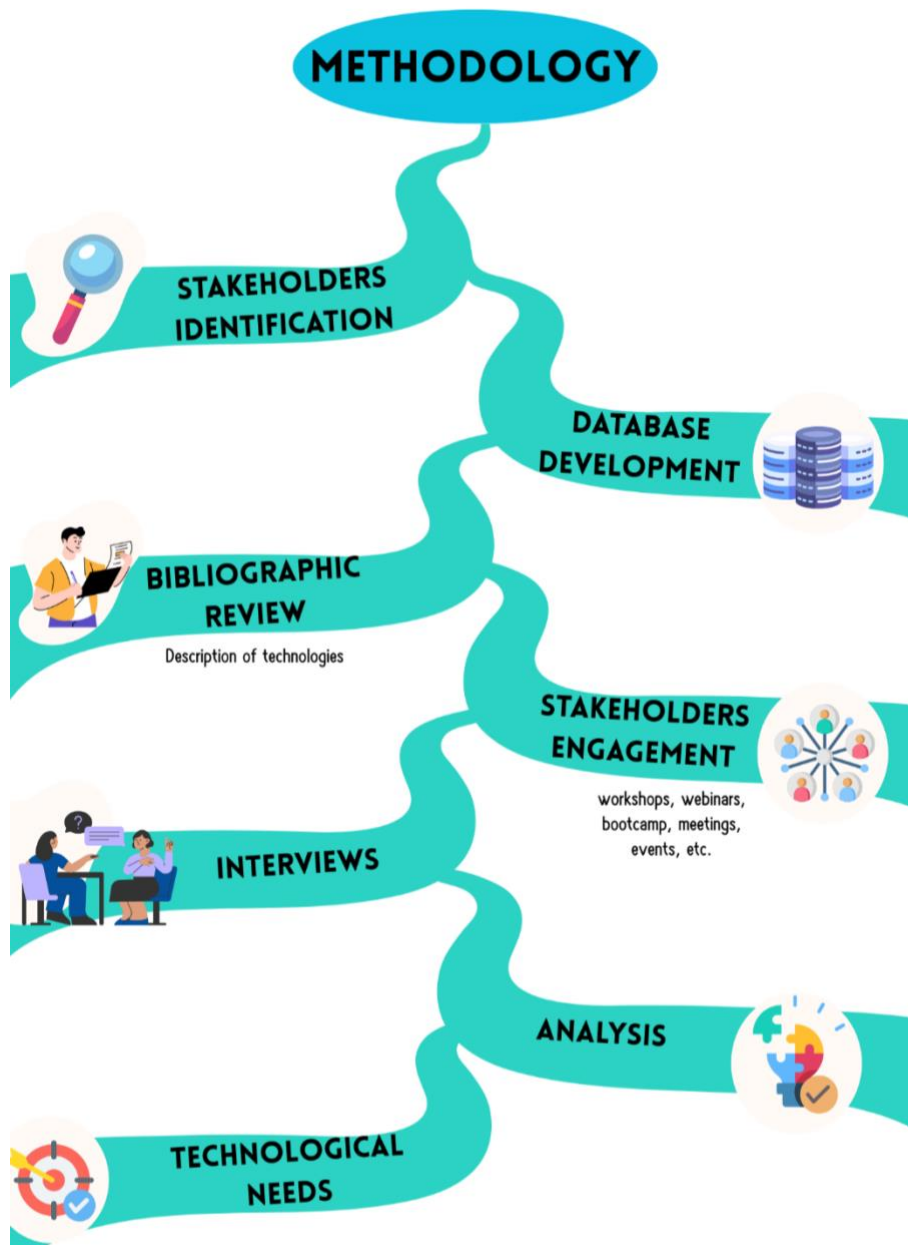 METHODOLOGY
STAKEHOLDERS
IDENTIFICATION
DATABASE
DEVELOPMENT
BIBLIOGRAPHIC
REVIEW
Description of technologies
STAKEHOLDERS
ENGAGEMENT
workshops, webinars,
bootcamp, meetings,
events, etc.
?
INTERVIEWS
ANALYSIS
TECHNOLOGICAL
NEEDS